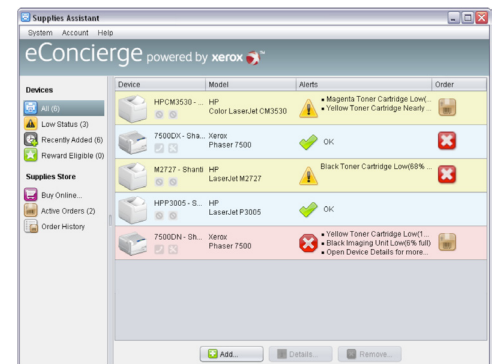 Supplies Assistant
System Account Help
eConcierge powered by xerox
Devices
All (6)
Low Status (3)
Recently Added (6)
Reward Eligible (0)
Supplies Store
Buy Online...
Active Orders (2)
Order History
Device Model Alerts Order
HPCM3530 - ... HP
Color LaserJet CM3530
• Magenta Toner Cartridge Low(...
• Yellow Toner Cartridge Nearly ...
7500DX - Sha... Xerox
Phaser 7500
OK
M2727 - Shanti HP
LaserJet M2727
Black Toner Cartridge Low(68% ...
HPP3005 - S... HP
LaserJet P3005
OK
7500DN - Sh... Xerox
Phaser 7500
• Yellow Toner Cartridge Low(1...
• Black Imaging Unit Low(6% full)
• Open Device Details for more...
Add... Details... Remove...